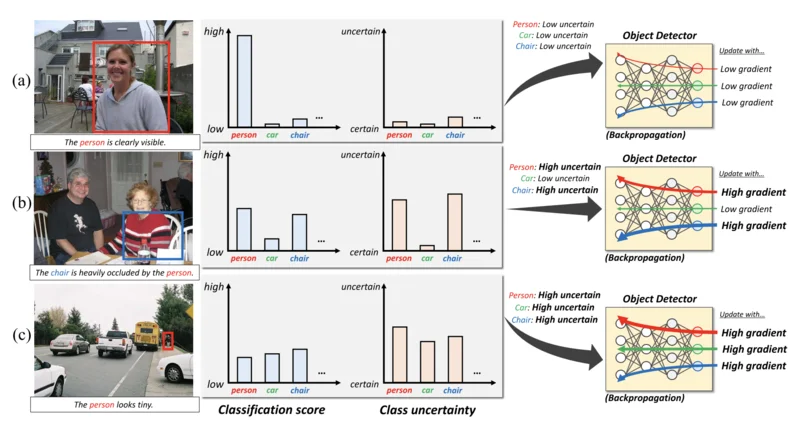 (a)
The person is clearly visible.
high
low
person car chair
...
uncertain
certain
person car chair
...
Person: Low uncertain
Car: Low uncertain
Chair: Low uncertain
Object Detector
Update with...
Low gradient
Low gradient
Low gradient
(Backpropagation)
(b)
The chair is heavily occluded by the person.
high
low
person car chair
...
uncertain
certain
person car chair
...
Person: High uncertain
Car: Low uncertain
Chair: High uncertain
Object Detector
Update with...
High gradient
Low gradient
High gradient
(Backpropagation)
(c)
The person looks tiny.
high
low
person car chair
...
uncertain
certain
person car chair
...
Person: High uncertain
Car: High uncertain
Chair: High uncertain
Object Detector
Update with...
High gradient
High gradient
High gradient
(Backpropagation)
Classification score
Class uncertainty